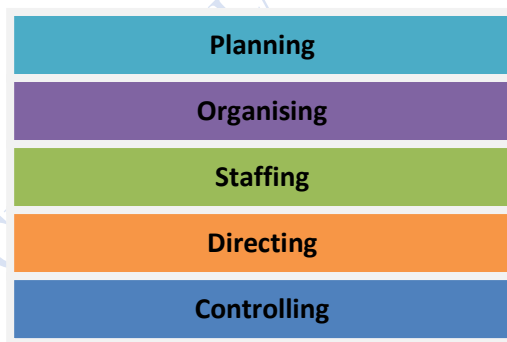 Planning
Organising
Staffing
Directing
Controlling